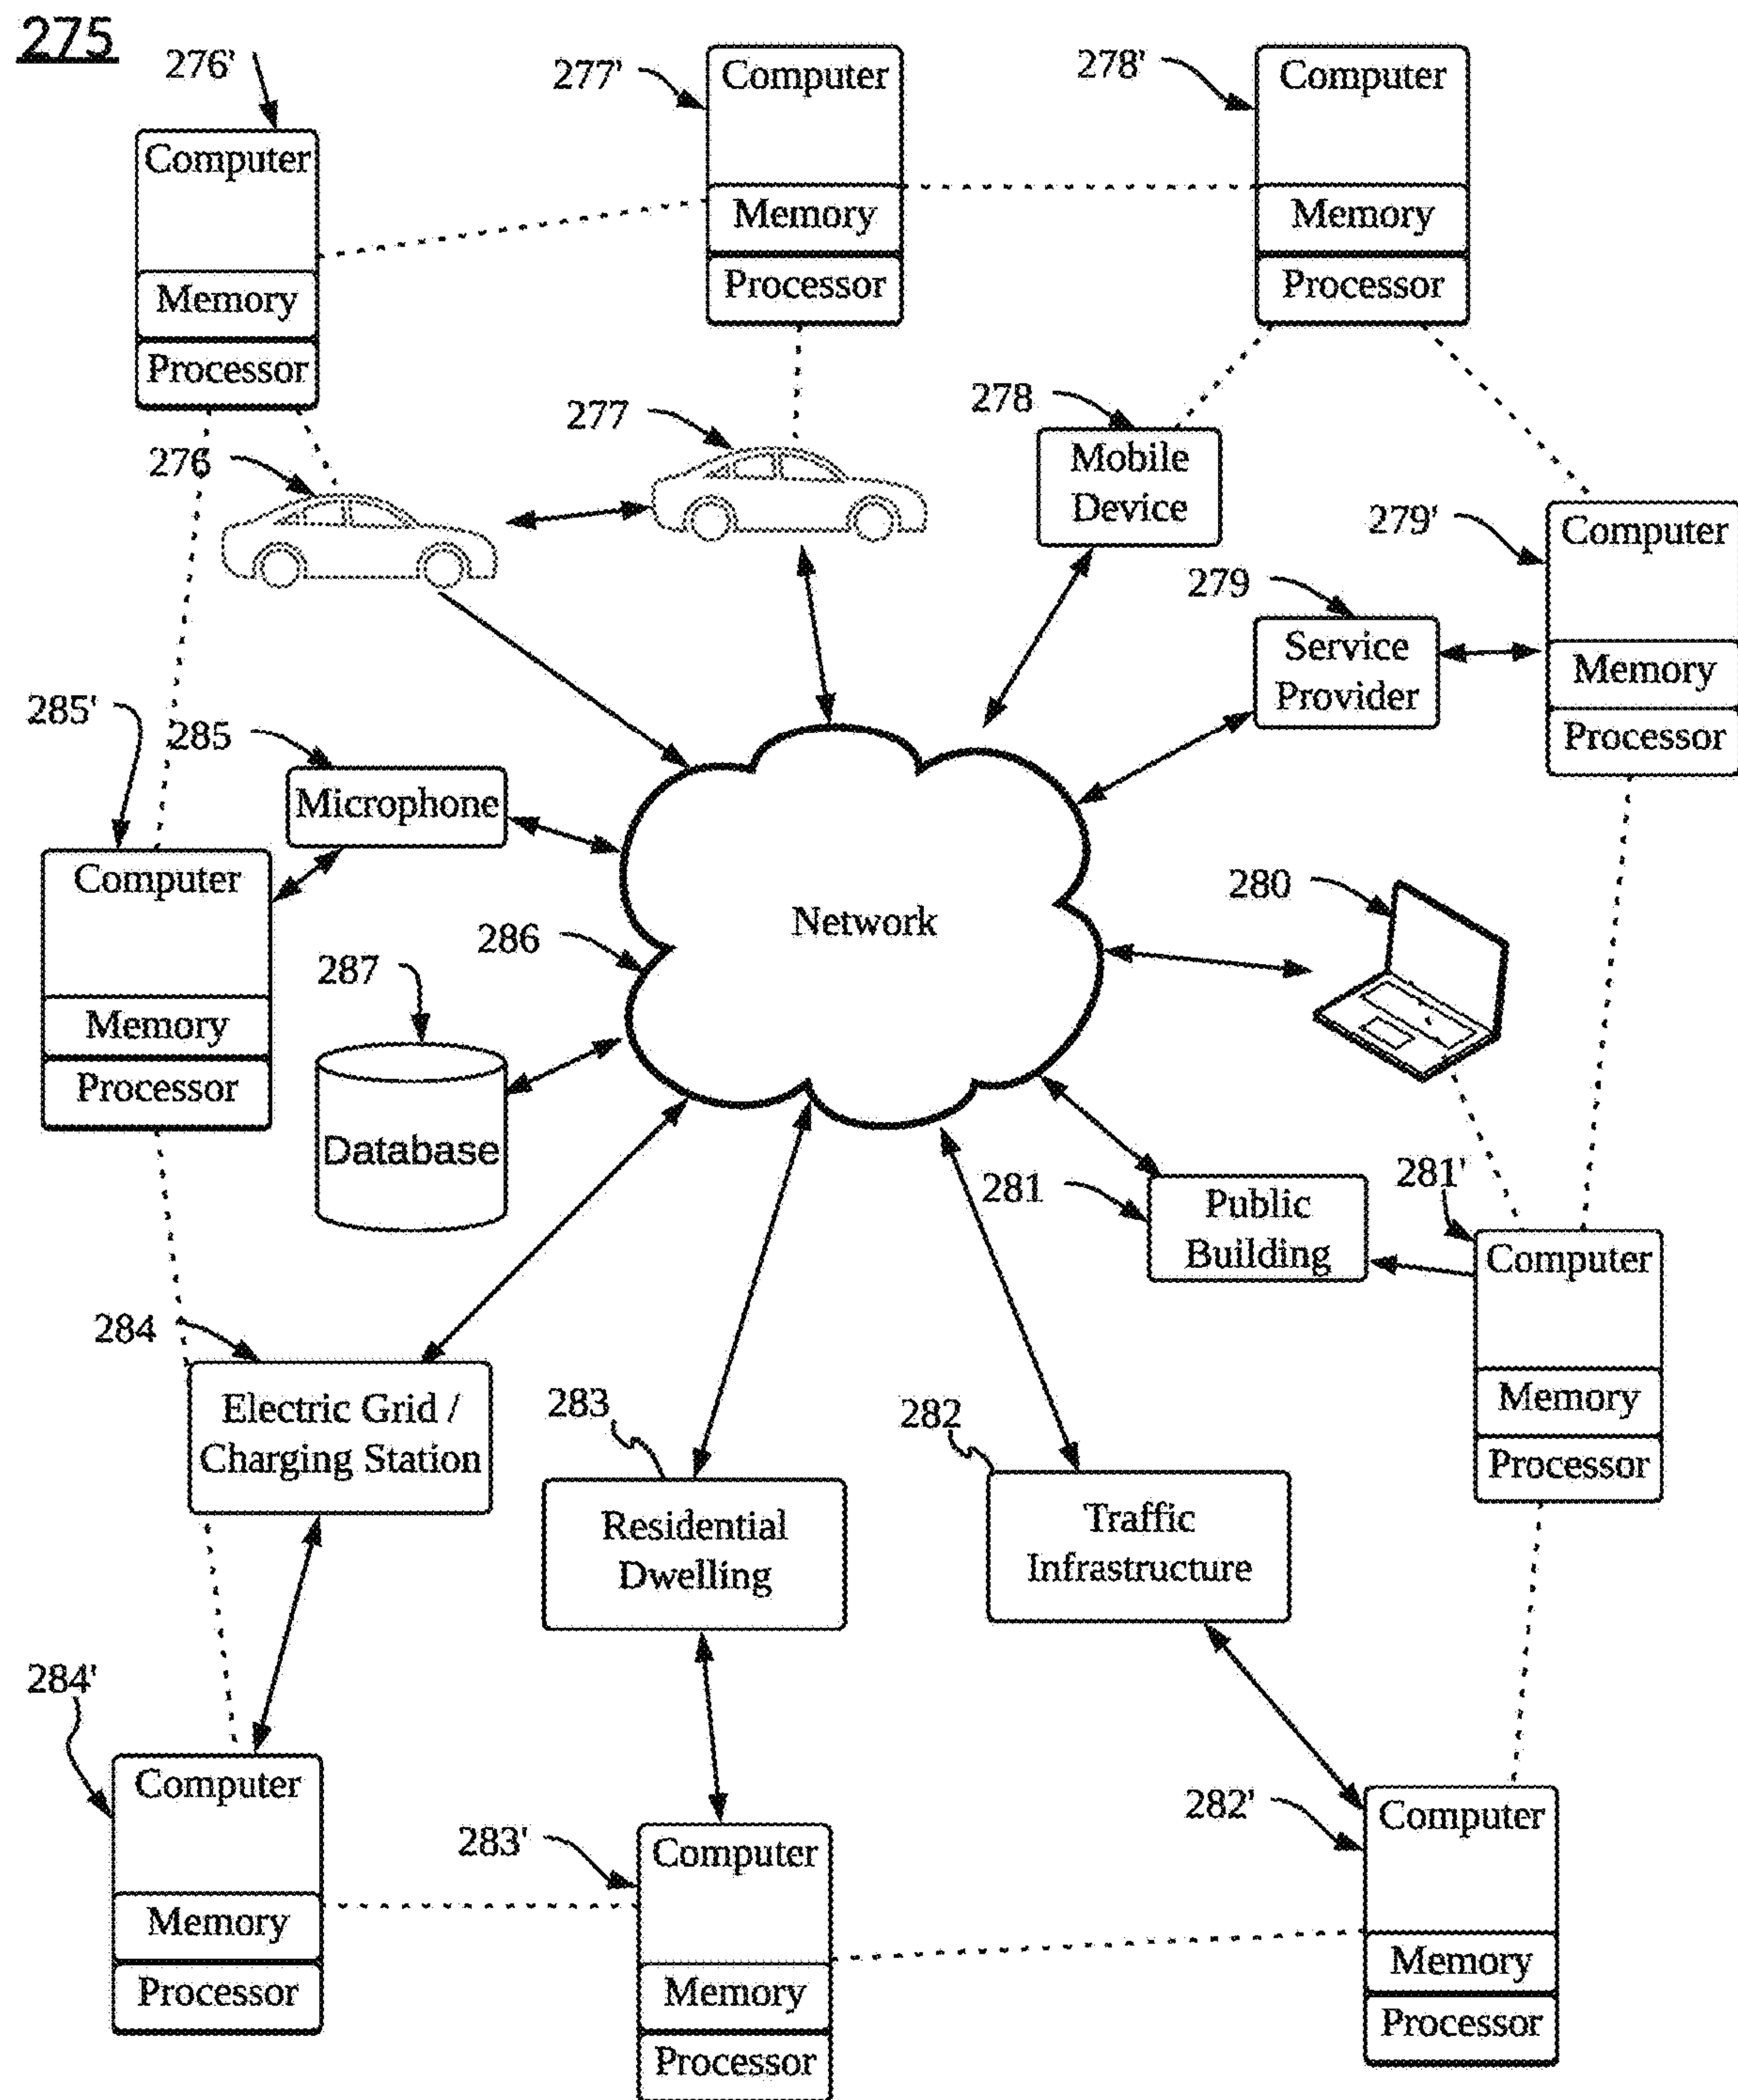 275
276'
277'
278'
Computer
Memory
Processor
Computer
Memory
Processor
Computer
Memory
Processor
276
277
278
Mobile
Device
279'
Computer
Memory
Processor
279
Service
Provider
285'
285
Microphone
Computer
Memory
Processor
286
Network
280
287
Database
281
Public
Building
281'
Computer
Memory
Processor
284
Electric Grid /
Charging Station
283
Residential
Dwelling
282
Traffic
Infrastructure
284'
Computer
Memory
Processor
283'
Computer
Memory
Processor
282'
Computer
Memory
Processor